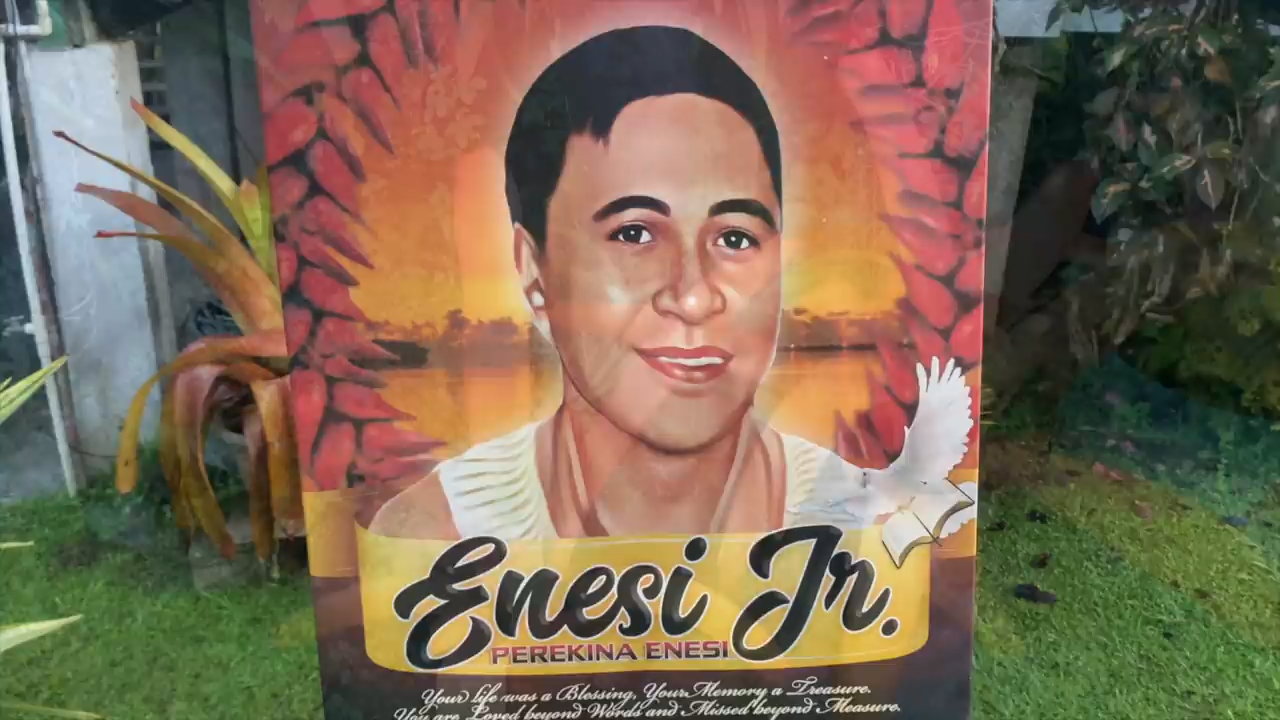 Enesi Jr.
PEREKINA ENESI
Your life was a Blessing, Your Memory a Treasure.
You are Loved beyond Words and Missed beyond Measure.